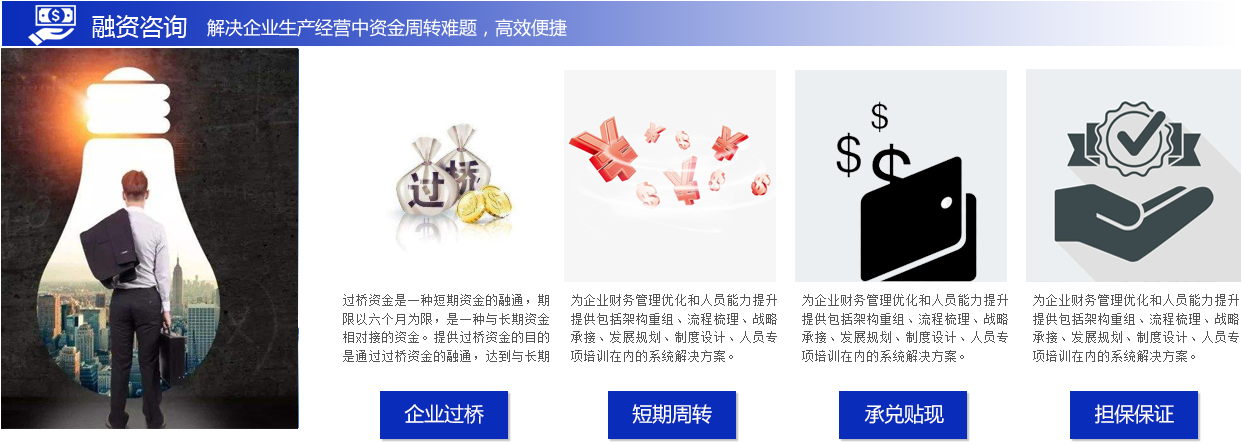 融资咨询 解决企业生产经营中资金周转难题，高效便捷
过桥
过桥资金是一种短期资金的融通，期
限以六个月为限，是一种与长期资金
相对接的资金。提供过桥资金的目的
是通过过桥资金的融通，达到与长期
企业过桥
为企业财务管理优化和人员能力提升
提供包括架构重组、流程梳理、战略
承接、发展规划、制度设计、人员专
项培训在内的系统解决方案。
短期周转
为企业财务管理优化和人员能力提升
提供包括架构重组、流程梳理、战略
承接、发展规划、制度设计、人员专
项培训在内的系统解决方案。
承兑贴现
为企业财务管理优化和人员能力提升
提供包括架构重组、流程梳理、战略
承接、发展规划、制度设计、人员专
项培训在内的系统解决方案。
担保保证